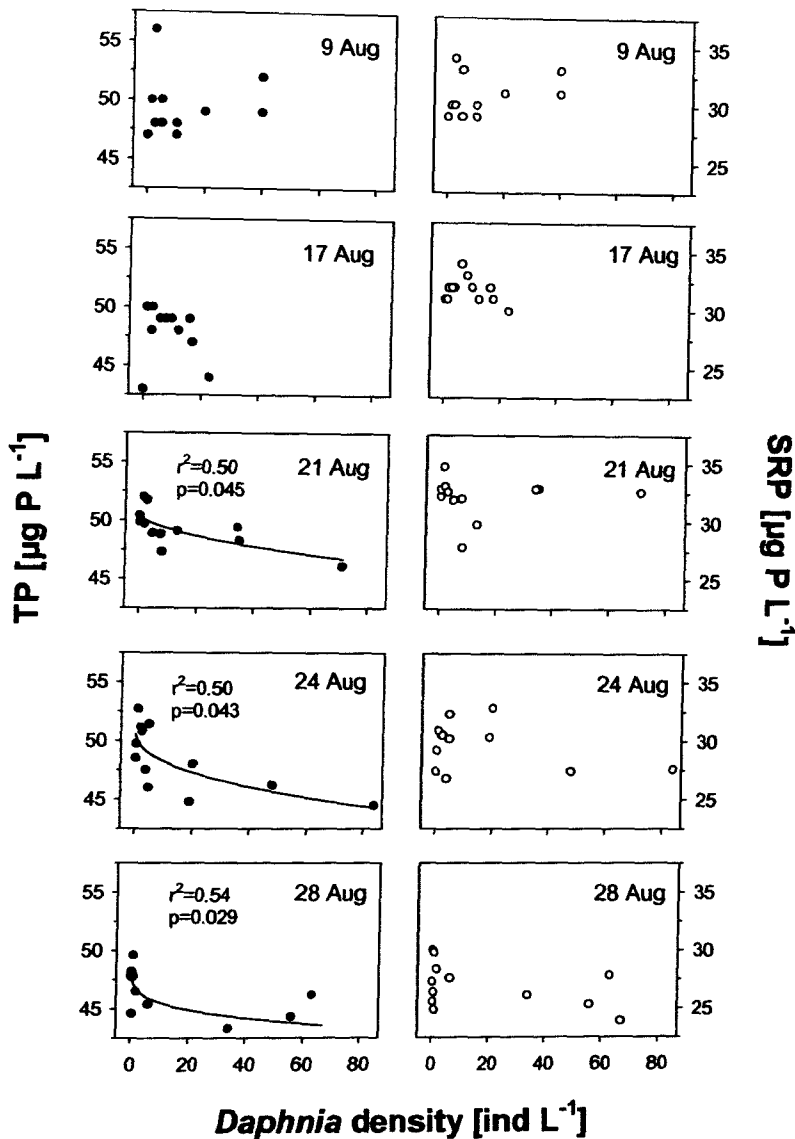 55
50
45
9 Aug
9 Aug
35
30
25
55
50
45
17 Aug
17 Aug
35
30
25
TP [µg P L⁻¹]
55
50
45
r²=0.50
p=0.045
21 Aug
21 Aug
35
30
25
SRP [µg P L⁻¹]
55
50
45
r²=0.50
p=0.043
24 Aug
24 Aug
35
30
25
55
50
45
r²=0.54
p=0.029
28 Aug
28 Aug
35
30
25
0 20 40 60 80
0 20 40 60 80
Daphnia density [ind L⁻¹]